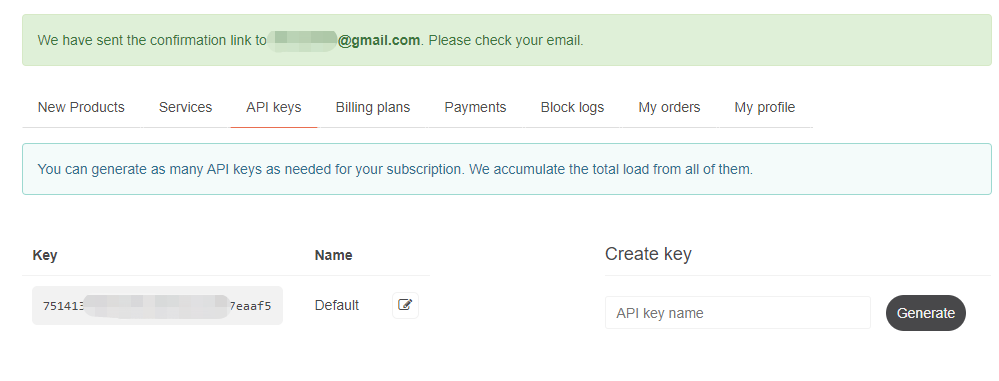 We have sent the confirmation link to @gmail.com. Please check your email.
New Products Services API keys Billing plans Payments Block logs My orders My profile
You can generate as many API keys as needed for your subscription. We accumulate the total load from all of them.
Key Name Create key
751413 7eaaf5 Default API key name Generate